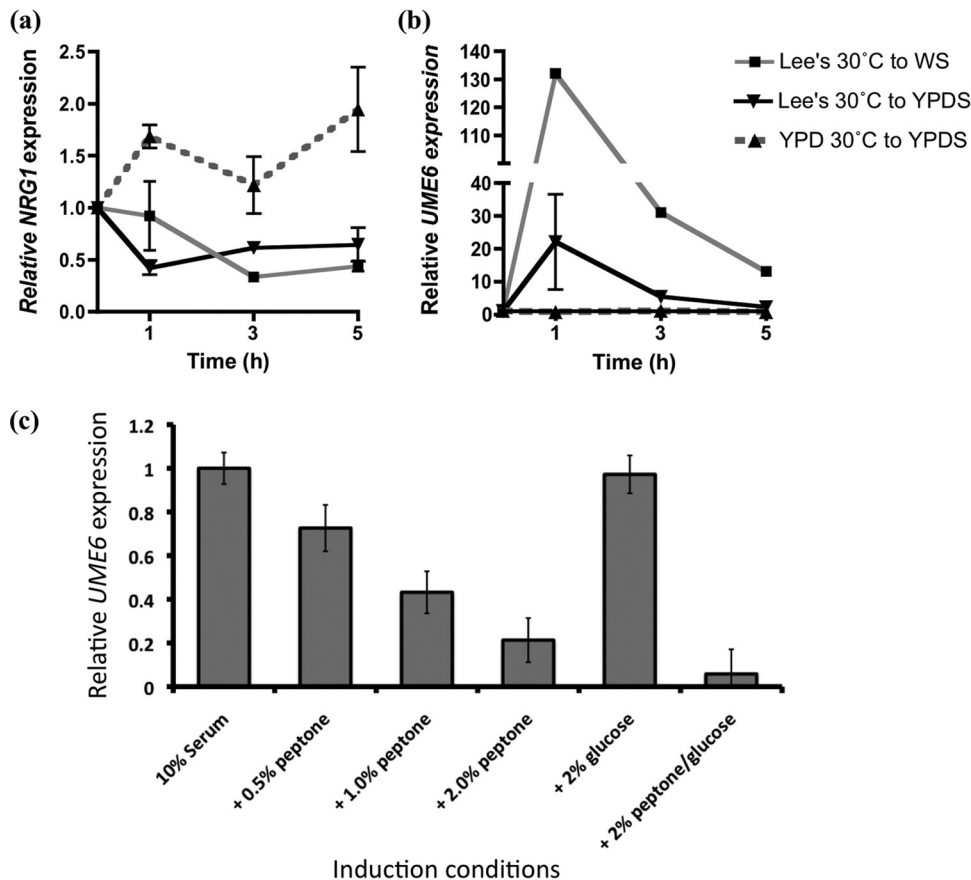 (a)
2.5
2.0
1.5
1.0
0.5
0.0
Relative NRG1 expression
1 3 5
Time (h)
(b)
140
130
120
110
40
30
20
10
0
Relative UME6 expression
1 3 5
Time (h)
Lee's 30˚C to WS
Lee's 30˚C to YPDS
YPD 30˚C to YPDS
(c)
1.2
1
0.8
0.6
0.4
0.2
0
Relative UME6 expression
10% Serum
+ 0.5% peptone
+ 1.0% peptone
+ 2.0% peptone
+ 2% glucose
+ 2% peptone/glucose
Induction conditions